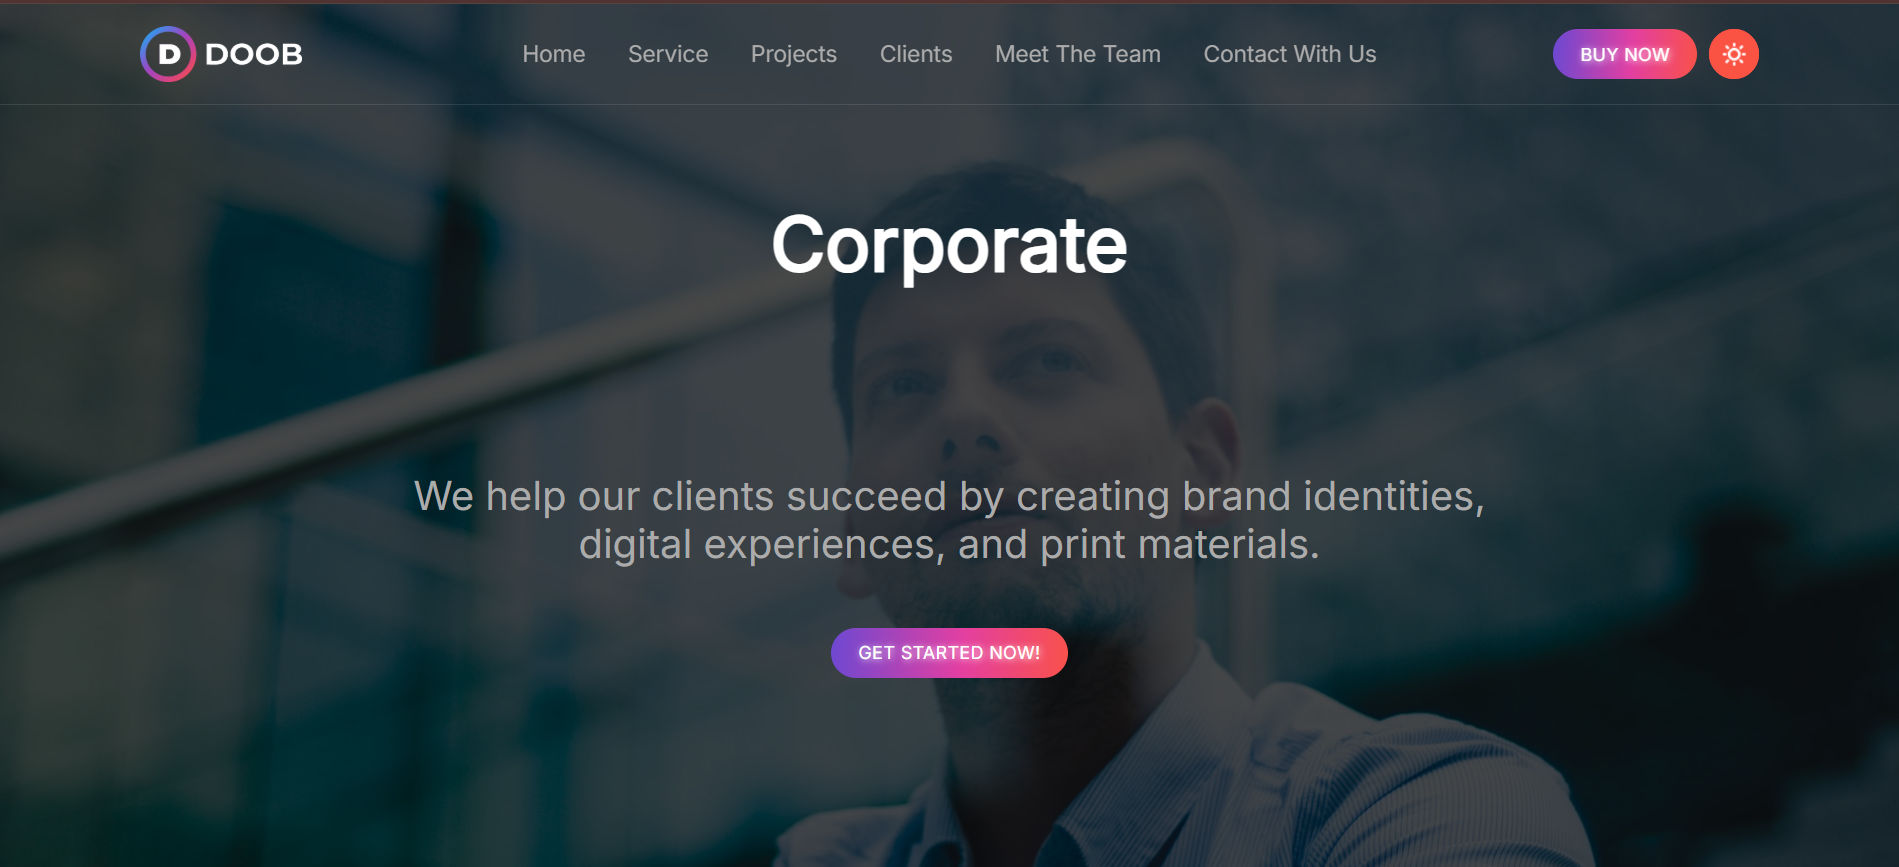 D DOOB
Home Service Projects Clients Meet The Team Contact With Us
BUY NOW
Corporate
We help our clients succeed by creating brand identities,
digital experiences, and print materials.
GET STARTED NOW!